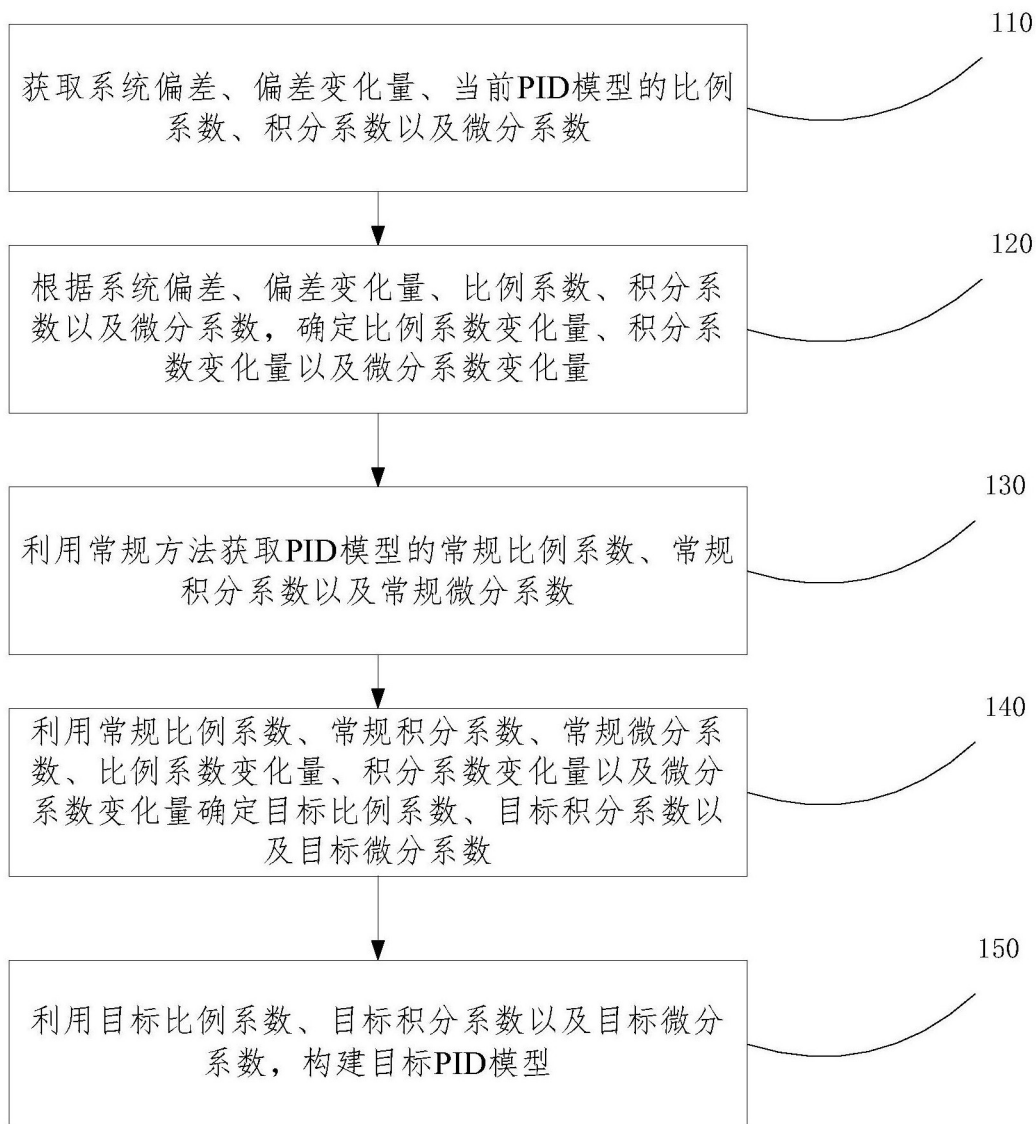 110
获取系统偏差、偏差变化量、当前PID模型的比例
系数、积分系数以及微分系数
120
根据系统偏差、偏差变化量、比例系数、积分系
数以及微分系数，确定比例系数变化量、积分系
数变化量以及微分系数变化量
130
利用常规方法获取PID模型的常规比例系数、常规
积分系数以及常规微分系数
140
利用常规比例系数、常规积分系数、常规微分系
数、比例系数变化量、积分系数变化量以及微分
系数变化量确定目标比例系数、目标积分系数以
及目标微分系数
150
利用目标比例系数、目标积分系数以及目标微分
系数，构建目标PID模型